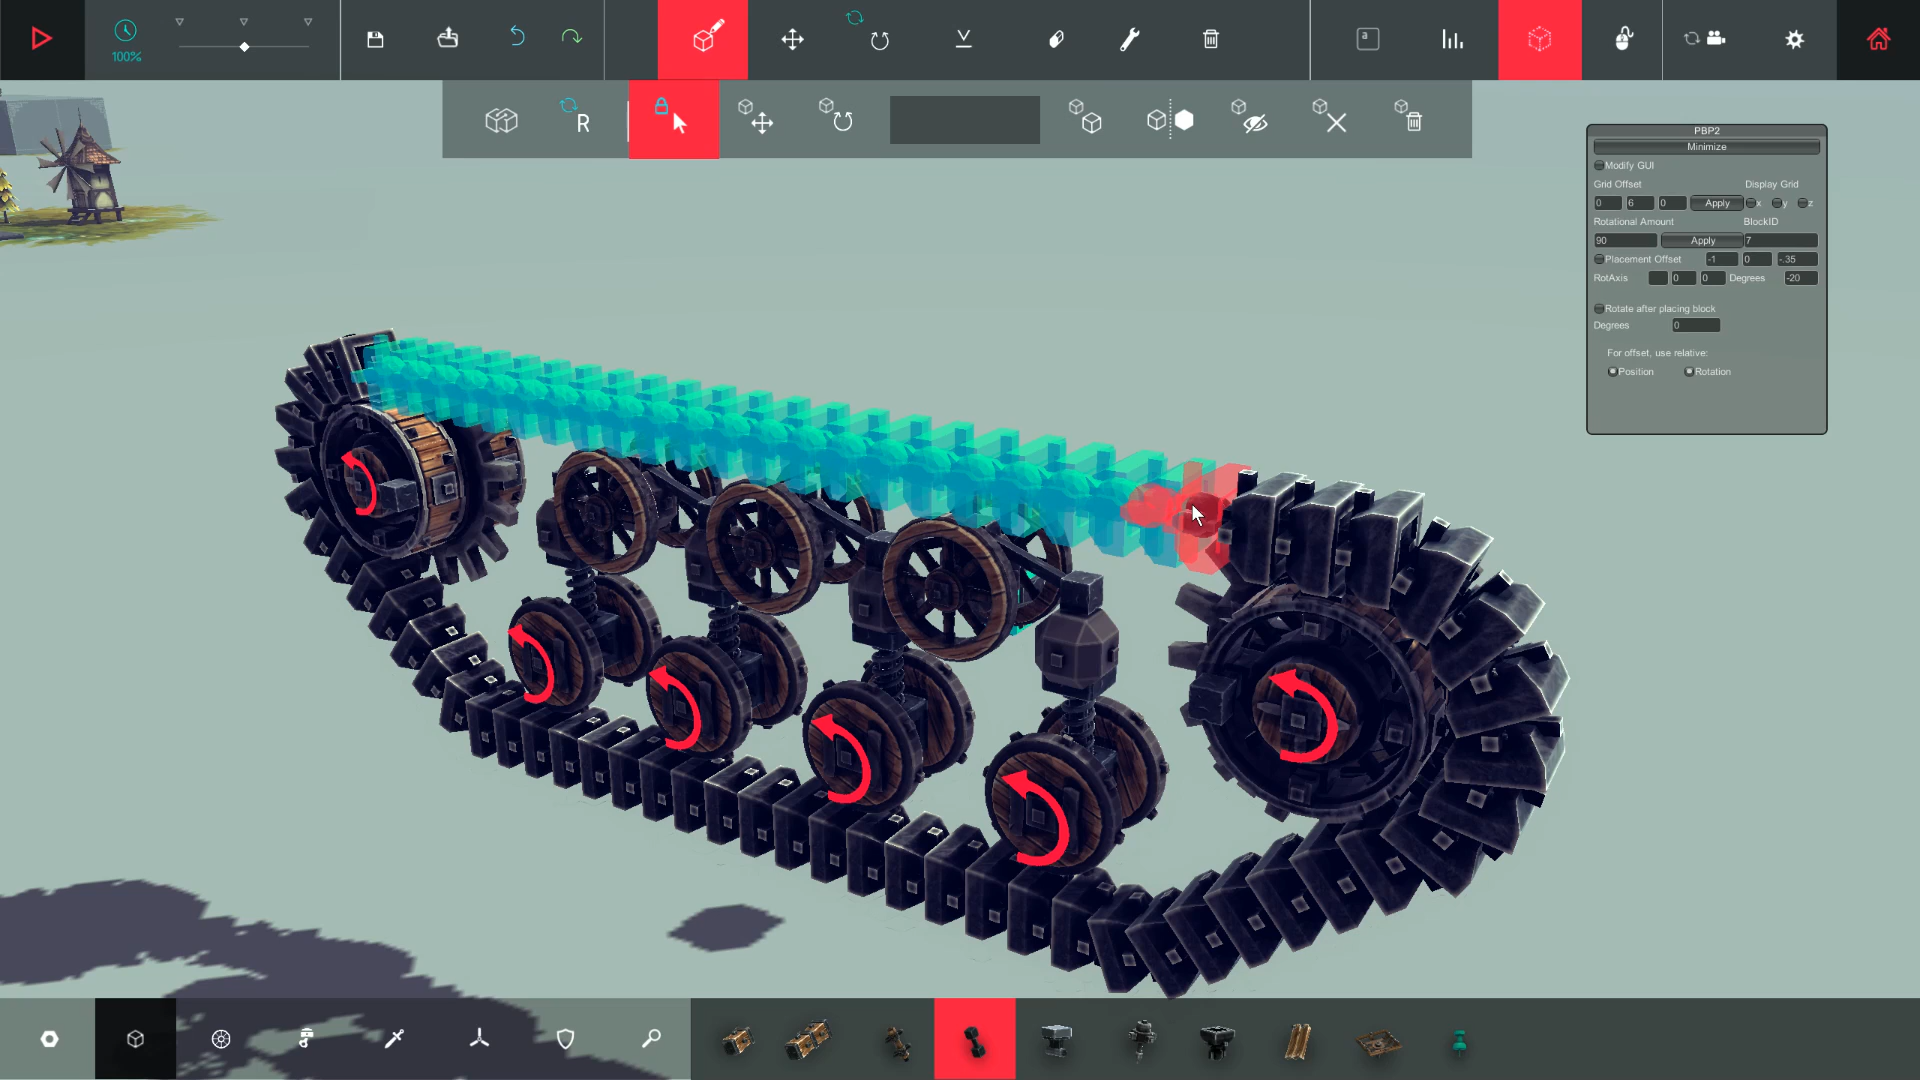 100%
a
R
PBP2
Minimize
Modify GUI
Grid Offset Display Grid
0 6 0 Apply x y z
Rotational Amount BlockID
90 Apply 7
Placement Offset -1 0 -.35
RotAxis 0 0 Degrees -20
Rotate after placing block
Degrees 0
For offset, use relative:
Position Rotation